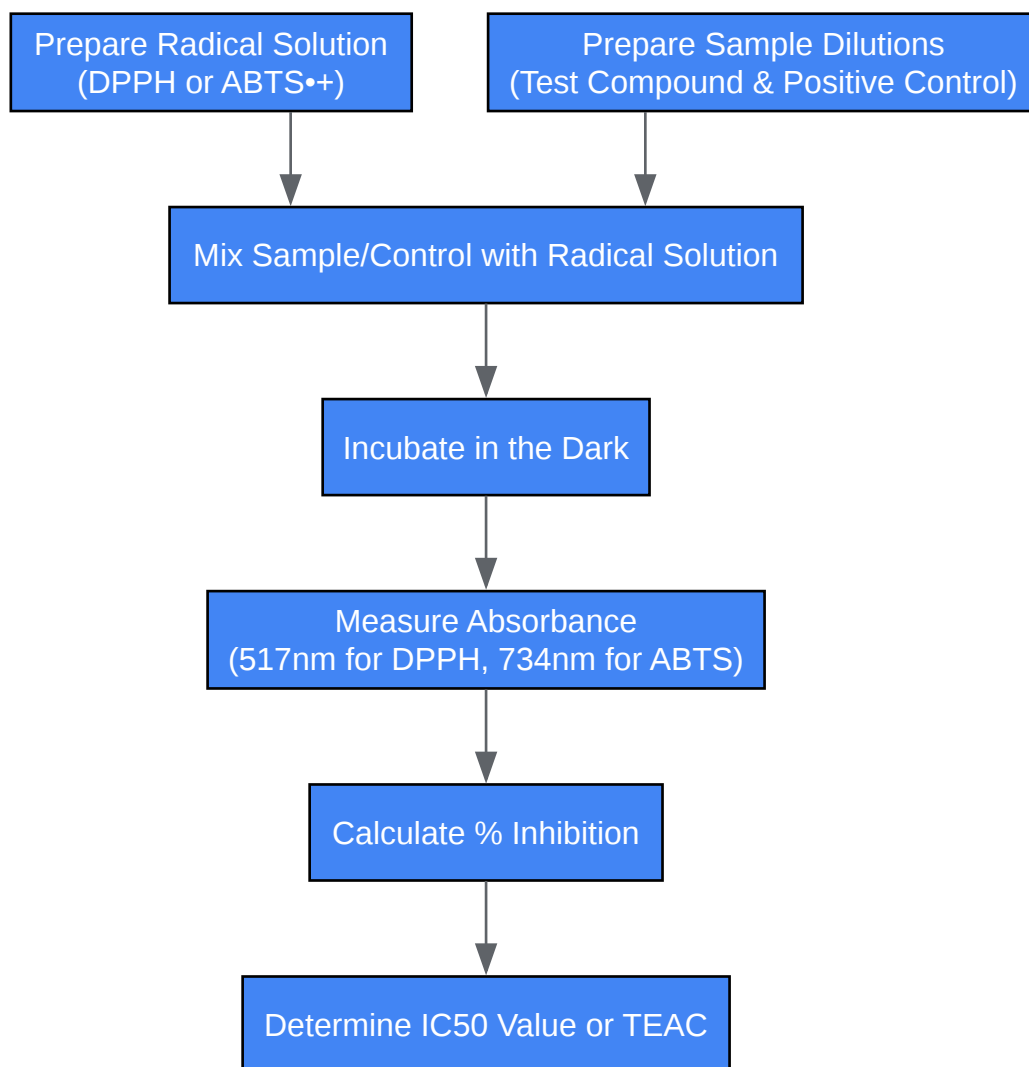 Prepare Radical Solution
(DPPH or ABTS•+)
Prepare Sample Dilutions
(Test Compound & Positive Control)
Mix Sample/Control with Radical Solution
Incubate in the Dark
Measure Absorbance
(517nm for DPPH, 734nm for ABTS)
Calculate % Inhibition
Determine IC50 Value or TEAC